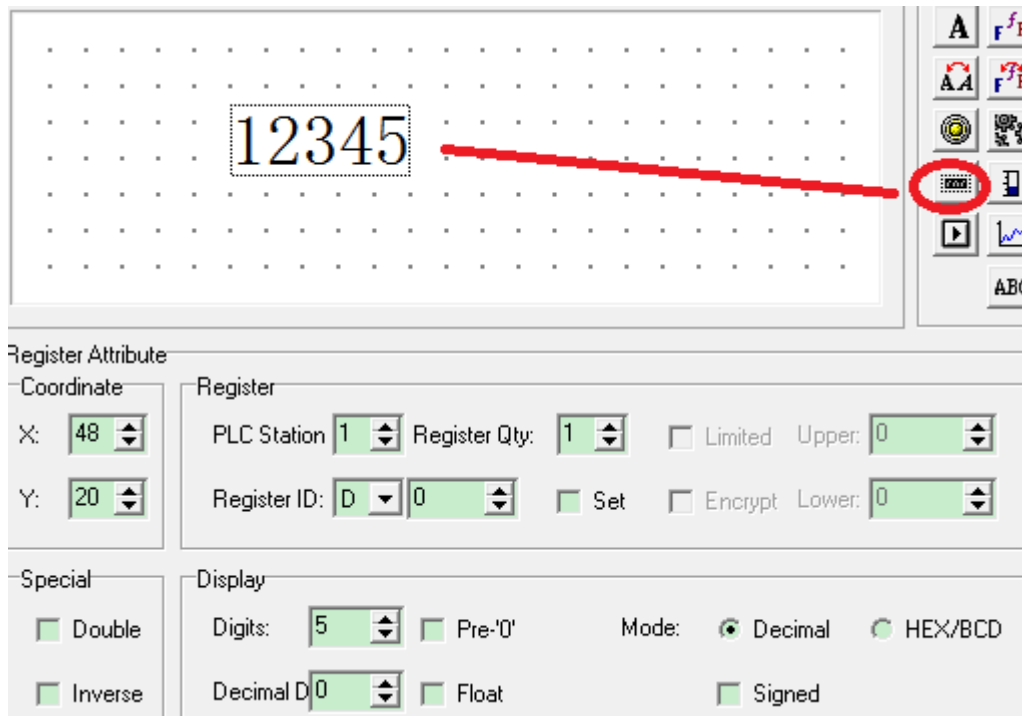 A
12345
AA
ABC
Register Attribute
Coordinate
Register
X: 48
PLC Station 1
Register Qty: 1
Limited
Upper: 0
Y: 20
Register ID: D 0
Set
Encrypt
Lower: 0
Special
Display
Double
Digits: 5
Pre-'0'
Mode:
Decimal
HEX/BCD
Inverse
Decimal D 0
Float
Signed